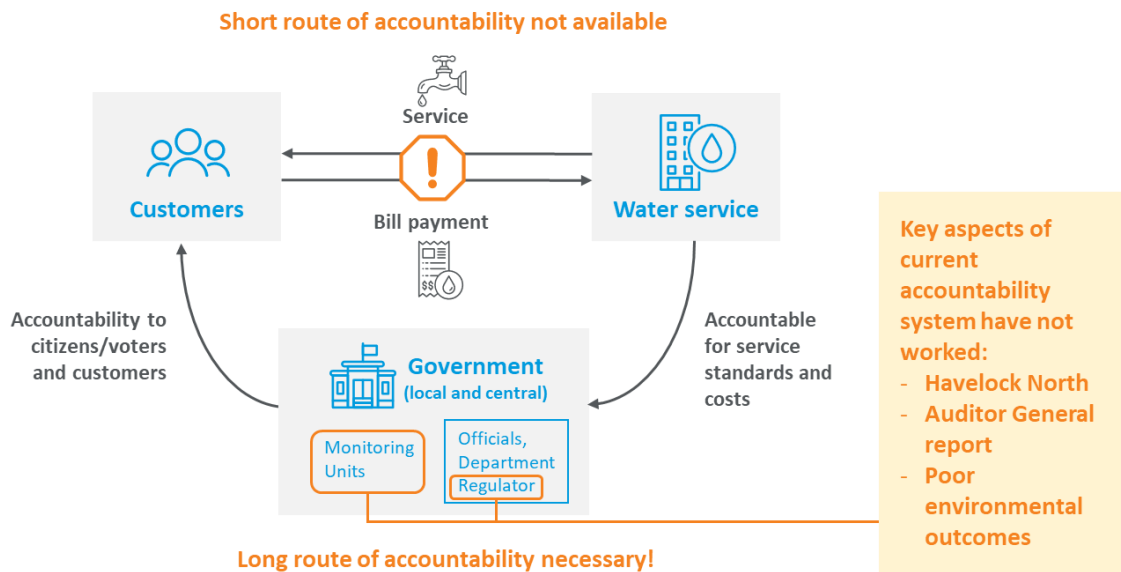 Short route of accountability not available
Service
Customers
Bill payment
$$
Water service
Accountability to
citizens/voters
and customers
Government
(local and central)
Monitoring
Units
Officials,
Department
Regulator
Accountable
for service
standards and
costs
Key aspects of
current
accountability
system have not
worked:
- Havelock North
- Auditor General
report
- Poor
environmental
outcomes
Long route of accountability necessary!